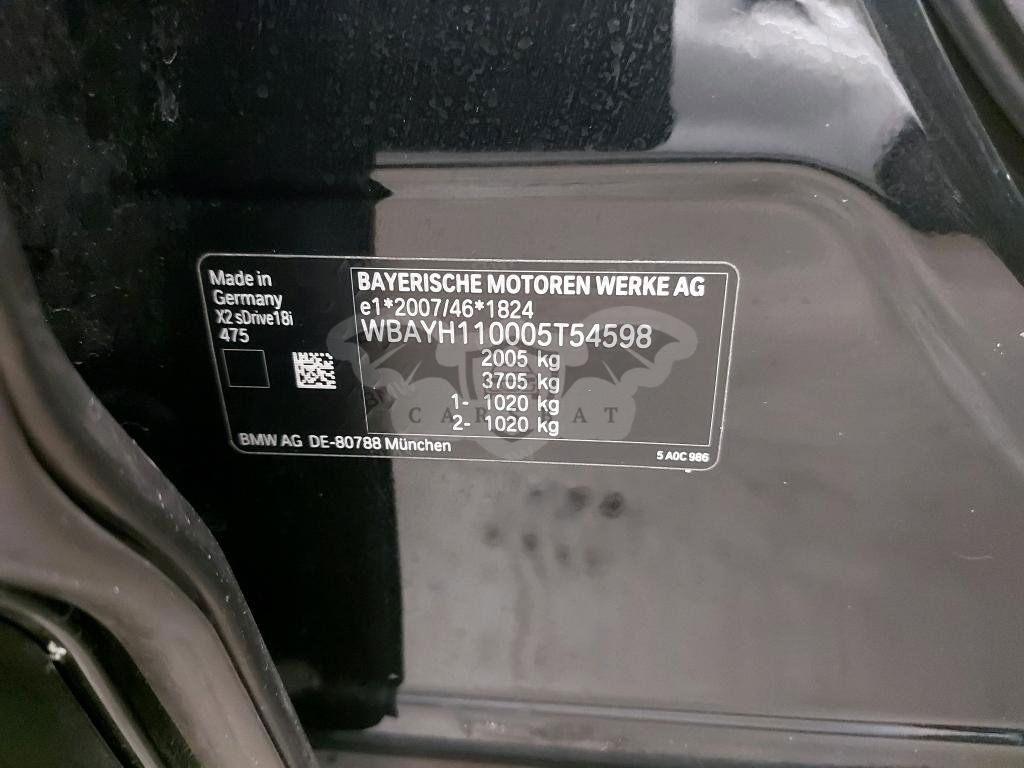 Made in
Germany
X2 sDrive18i
475
BAYERISCHE MOTOREN WERKE AG
e1*2007/46*1824
WBAYH110005T54598
2005 kg
3705 kg
1- 1020 kg
2- 1020 kg
BMW AG DE-80788 München
5 A0C 986